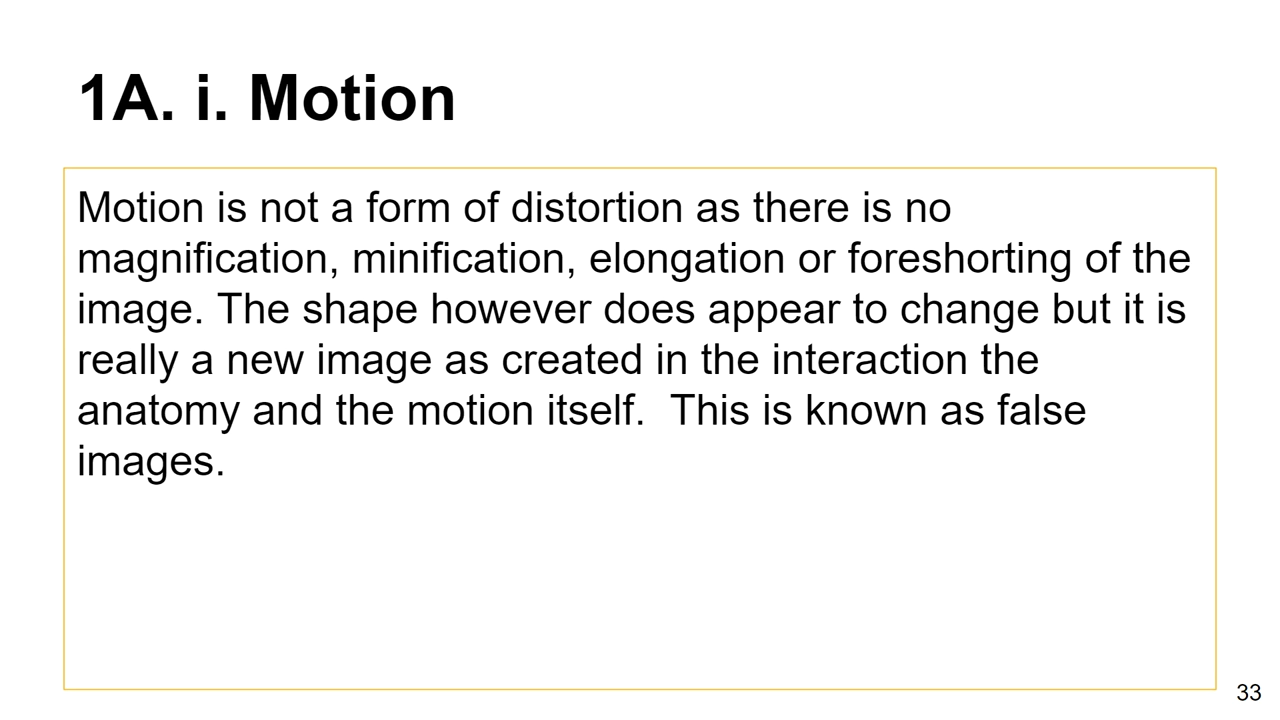 1A. i. Motion
Motion is not a form of distortion as there is no
magnification, minification, elongation or foreshorting of the
image. The shape however does appear to change but it is
really a new image as created in the interaction the
anatomy and the motion itself.  This is known as false
images.
33